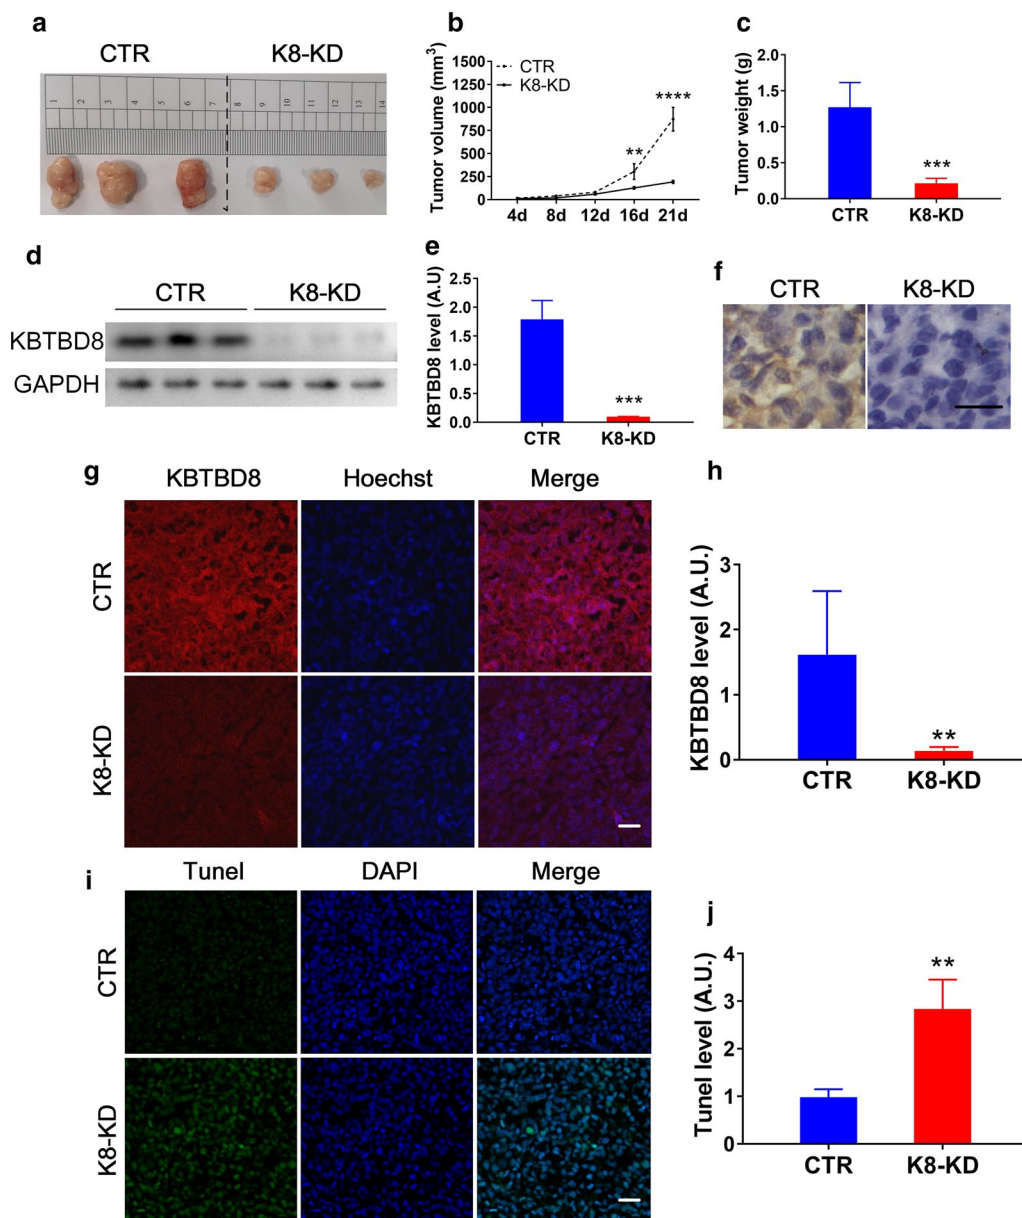 a
CTR K8-KD
1 2 3 4 5 6 7 8 9 10 11 12 13 14
b
Tumor volume (mm³)
1500
1250
1000
750
500
250
0
CTR
K8-KD
**
****
4d 8d 12d 16d 21d
c
Tumor weight (g)
2.0
1.5
1.0
0.5
0.0
***
CTR K8-KD
d
CTR K8-KD
KBTBD8
GAPDH
e
KBTBD8 level (A.U)
2.5
2.0
1.5
1.0
0.5
0.0
***
CTR K8-KD
f
CTR K8-KD
g
KBTBD8 Hoechst Merge
CTR
K8-KD
h
KBTBD8 level (A.U.)
3
2
1
0
**
CTR K8-KD
i
Tunel DAPI Merge
CTR
K8-KD
j
Tunel level (A.U.)
4
3
2
1
0
**
CTR K8-KD